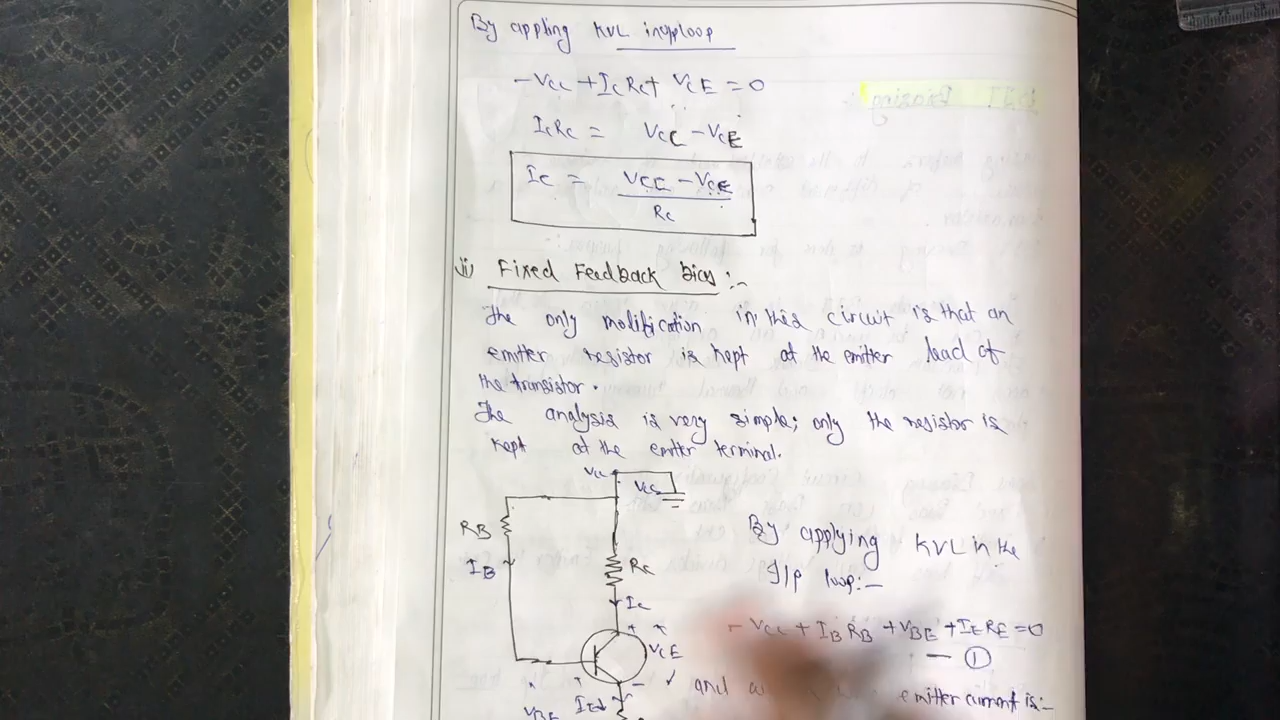 By appling KVL in o/p loop
-VCC + ICRC + VCE = 0
ICRC = VCC - VCE
IC = VCC - VCE
RC
ii) Fixed Feedback Bias :-
The only modification in this circuit is that an
emitter resistor is kept at the emitter lead of
the transistor.
The analysis is very simple; only the resistor is
kept at the emitter terminal.
VCC
VCC
RB
IB
RC
IC
VCE
VBE
IE
By applying KVL in the
I/p loop:-
- VCC + IBRB + VBE + IERE = 0
— ①
and emitter current is:-